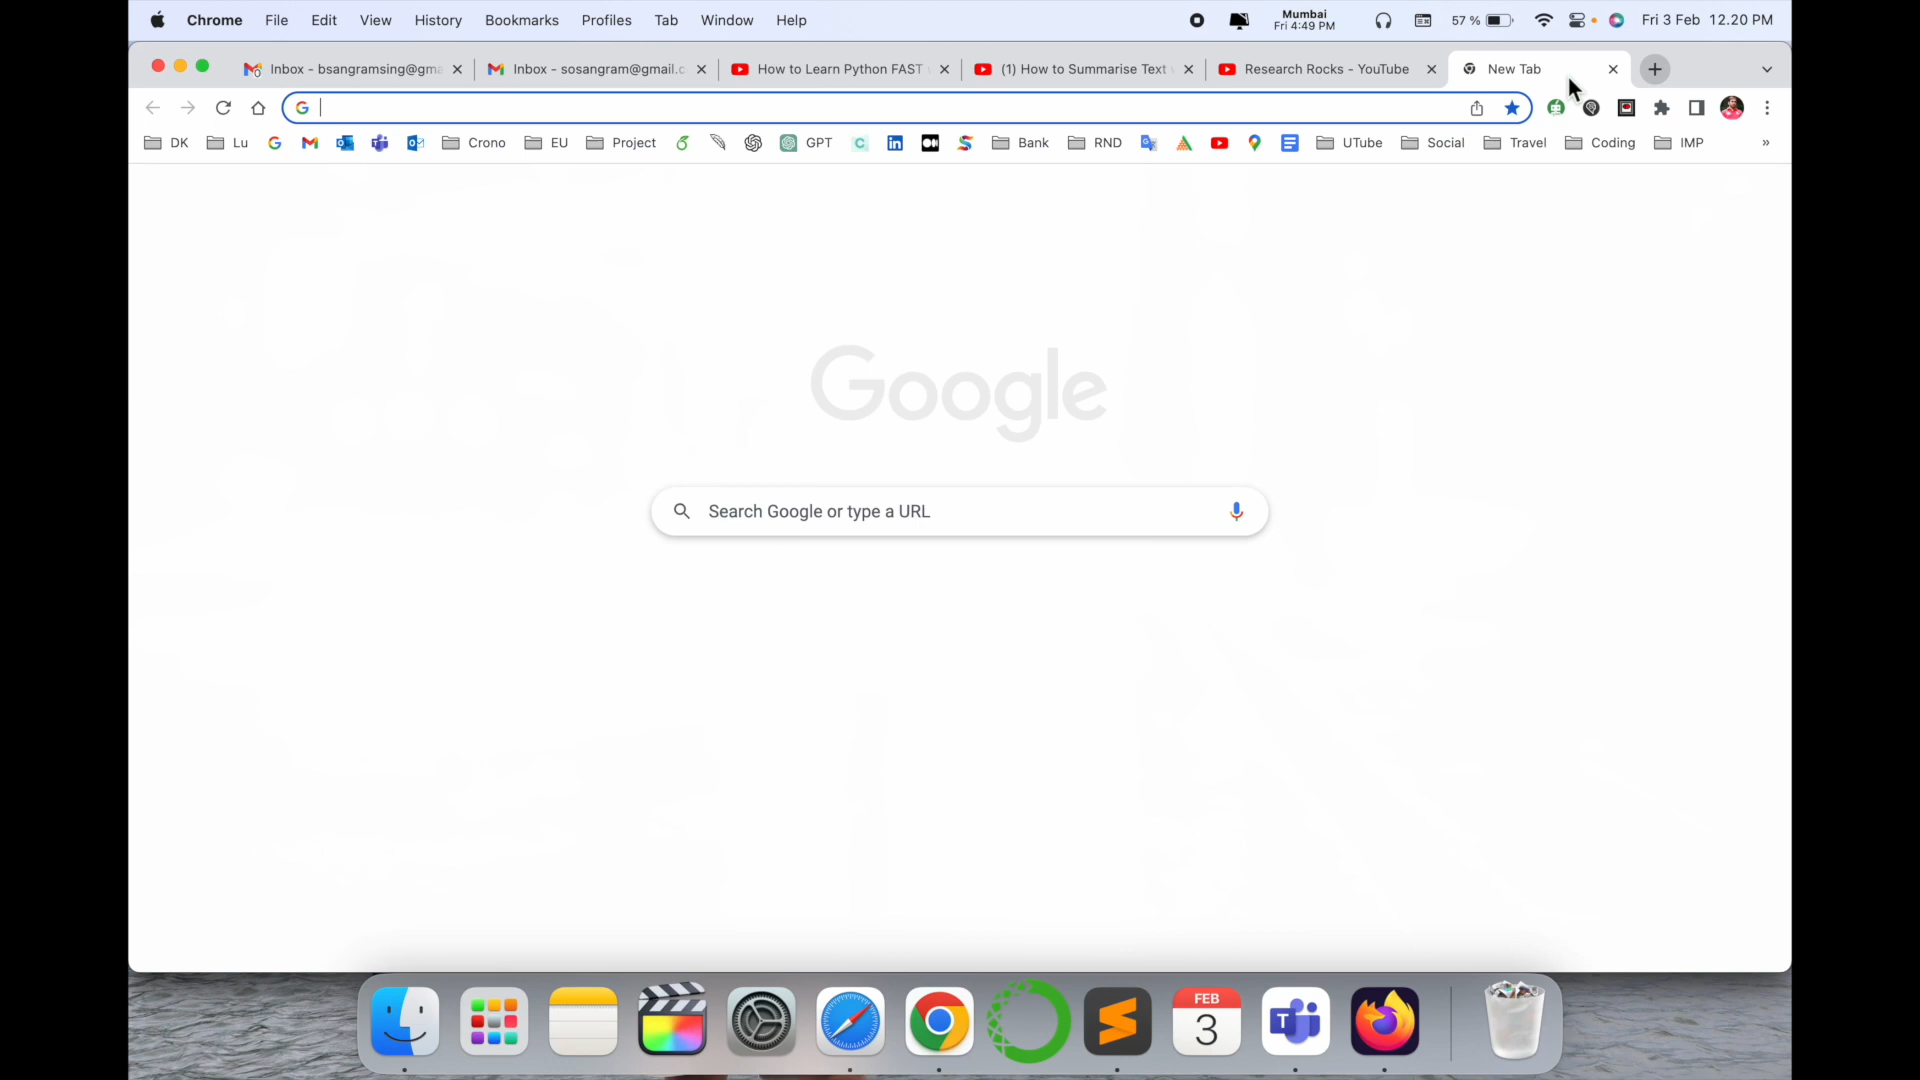 Chrome File Edit View History Bookmarks Profiles Tab Window Help Mumbai Fri 4:49 PM 57 % Fri 3 Feb 12.20 PM
Inbox - bsangramsing@gma Inbox - sosangram@gmail.c How to Learn Python FAST (1) How to Summarise Text Research Rocks - YouTube New Tab
DK Lu Crono EU Project GPT Bank RND UTube Social Travel Coding IMP »
Google
Search Google or type a URL
FEB
3